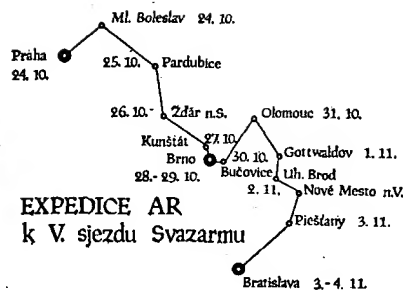 Ml. Boleslav 24. 10.
Práha
24. 10.
25. 10. Pardubice
26. 10.- Žďár n.S.
Olomouc 31. 10.
Kunštát 27. 10.
Brno
28.- 29. 10.
30. 10.
Bučovice
Gottwaldov 1. 11.
Uh. Brod
2. 11.
Nové Mesto n.V.
Piešťany 3. 11.
EXPEDICE AR
k V. sjezdu Svazarmu
Bratislava 3.- 4. 11.